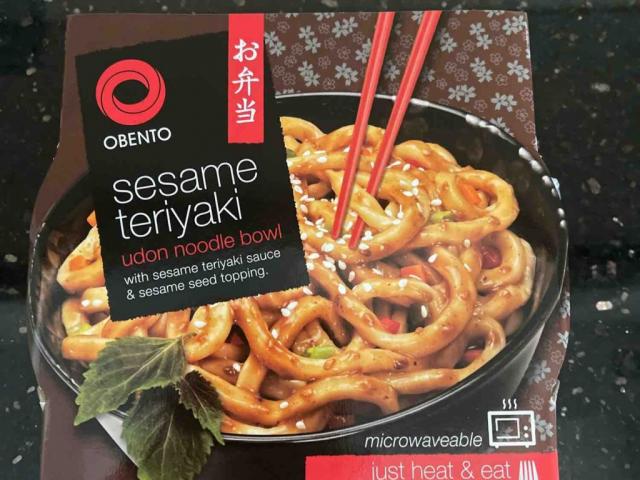 お弁当
OBENTO
sesame
teriyaki
udon noodle bowl
with sesame teriyaki sauce
& sesame seed topping.
microwaveable
just heat & eat